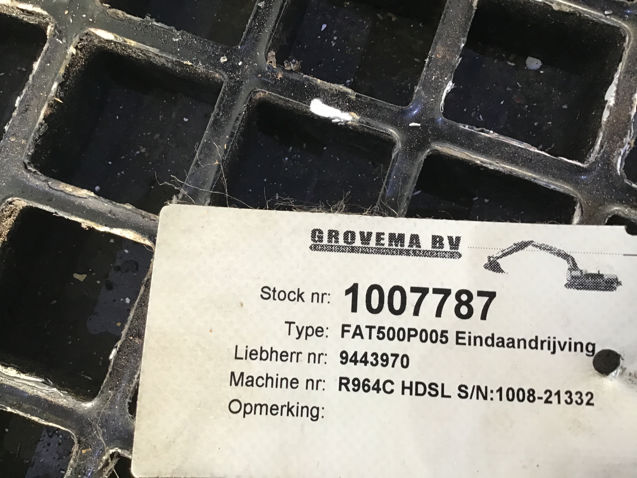 GROVEMA BV
Stock nr: 1007787
Type: FAT500P005 Eindaandrijving
Liebherr nr: 9443970
Machine nr: R964C HDSL S/N:1008-21332
Opmerking: